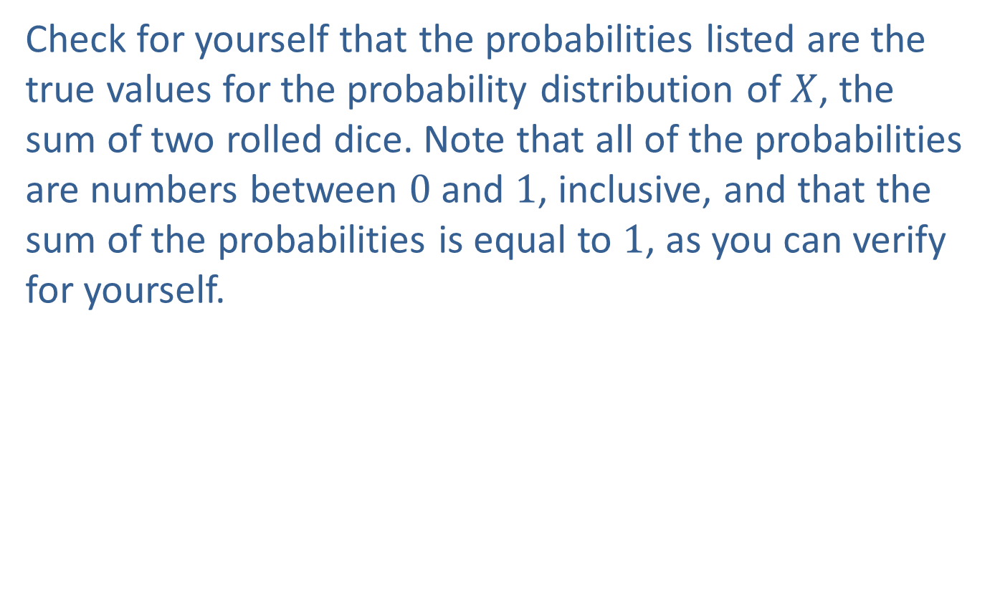 Check for yourself that the probabilities listed are the
true values for the probability distribution of X, the
sum of two rolled dice. Note that all of the probabilities
are numbers between 0 and 1, inclusive, and that the
sum of the probabilities is equal to 1, as you can verify
for yourself.